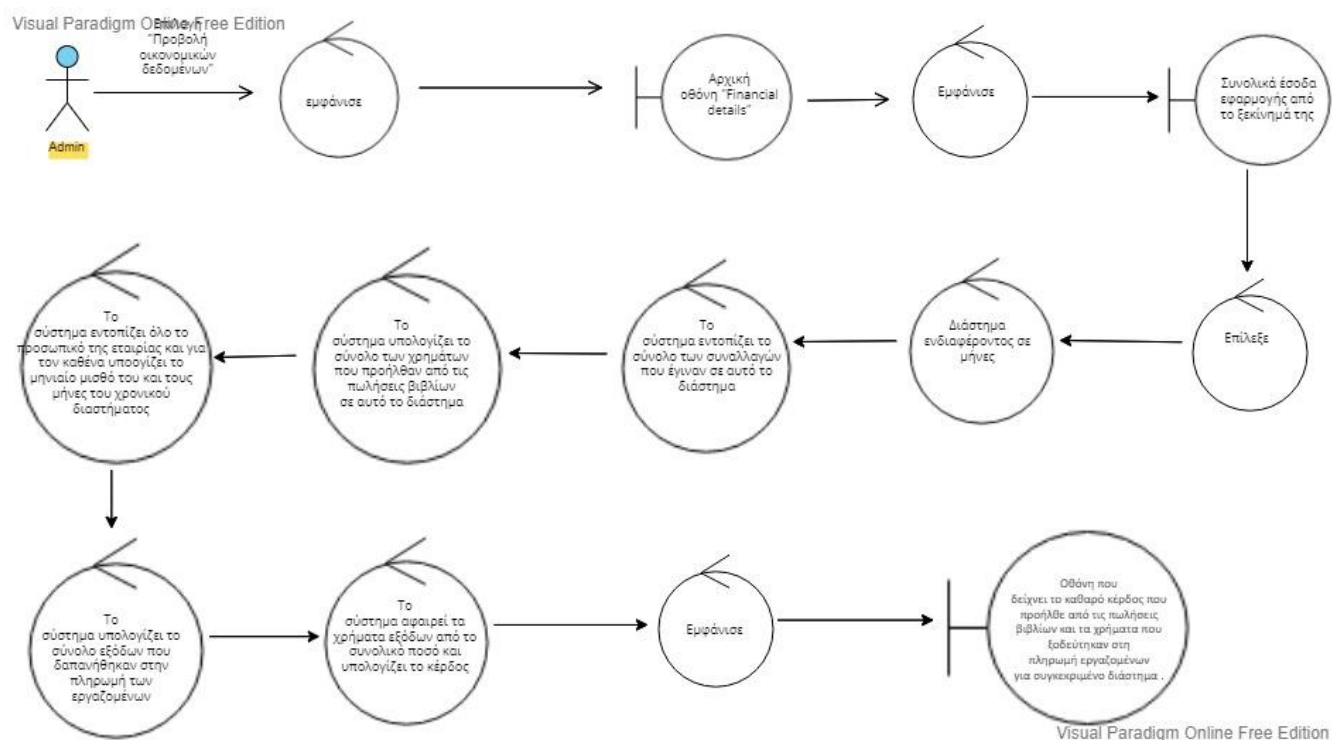 Visual Paradigm Online Free Edition
Επιλογή
"Προβολή
οικονομικών
δεδομένων"
Admin
εμφάνισε
Αρχική
οθόνη "Financial
details"
Εμφάνισε
Συνολικά έσοδα
εφαρμογής από
το ξεκίνημά της
Το
σύστημα εντοπίζει όλο το
προσωπικό της εταιρίας και για
τον καθένα υποογίζει το
μηνιαίο μισθό του και τους
μήνες του χρονικού
διαστήματος
Το
σύστημα υπολογίζει το
σύνολο των χρημάτων
που προήλθαν από τις
πωλήσεις βιβλίων
σε αυτό το διάστημα
Το
σύστημα εντοπίζει το
σύνολο των συναλλαγών
που έγιναν σε αυτό το
διάστημα
Διάστημα
ενδιαφέροντος σε
μήνες
Επίλεξε
Το
σύστημα υπολογίζει το
σύνολο εξόδων που
δαπανήθηκαν στην
πληρωμή των
εργαζομένων
Το
σύστημα αφαιρεί τα
χρήματα εξόδων από το
συνολικό ποσό και
υπολογίζει το κέρδος
Εμφάνισε
Οθόνη που
δείχνει το καθαρό κέρδος που
προήλθε από τις πωλήσεις
βιβλίων και τα χρήματα που
ξοδεύτηκαν στη
πληρωμή εργαζομένων
για συγκεκριμένο διάστημα .
Visual Paradigm Online Free Edition